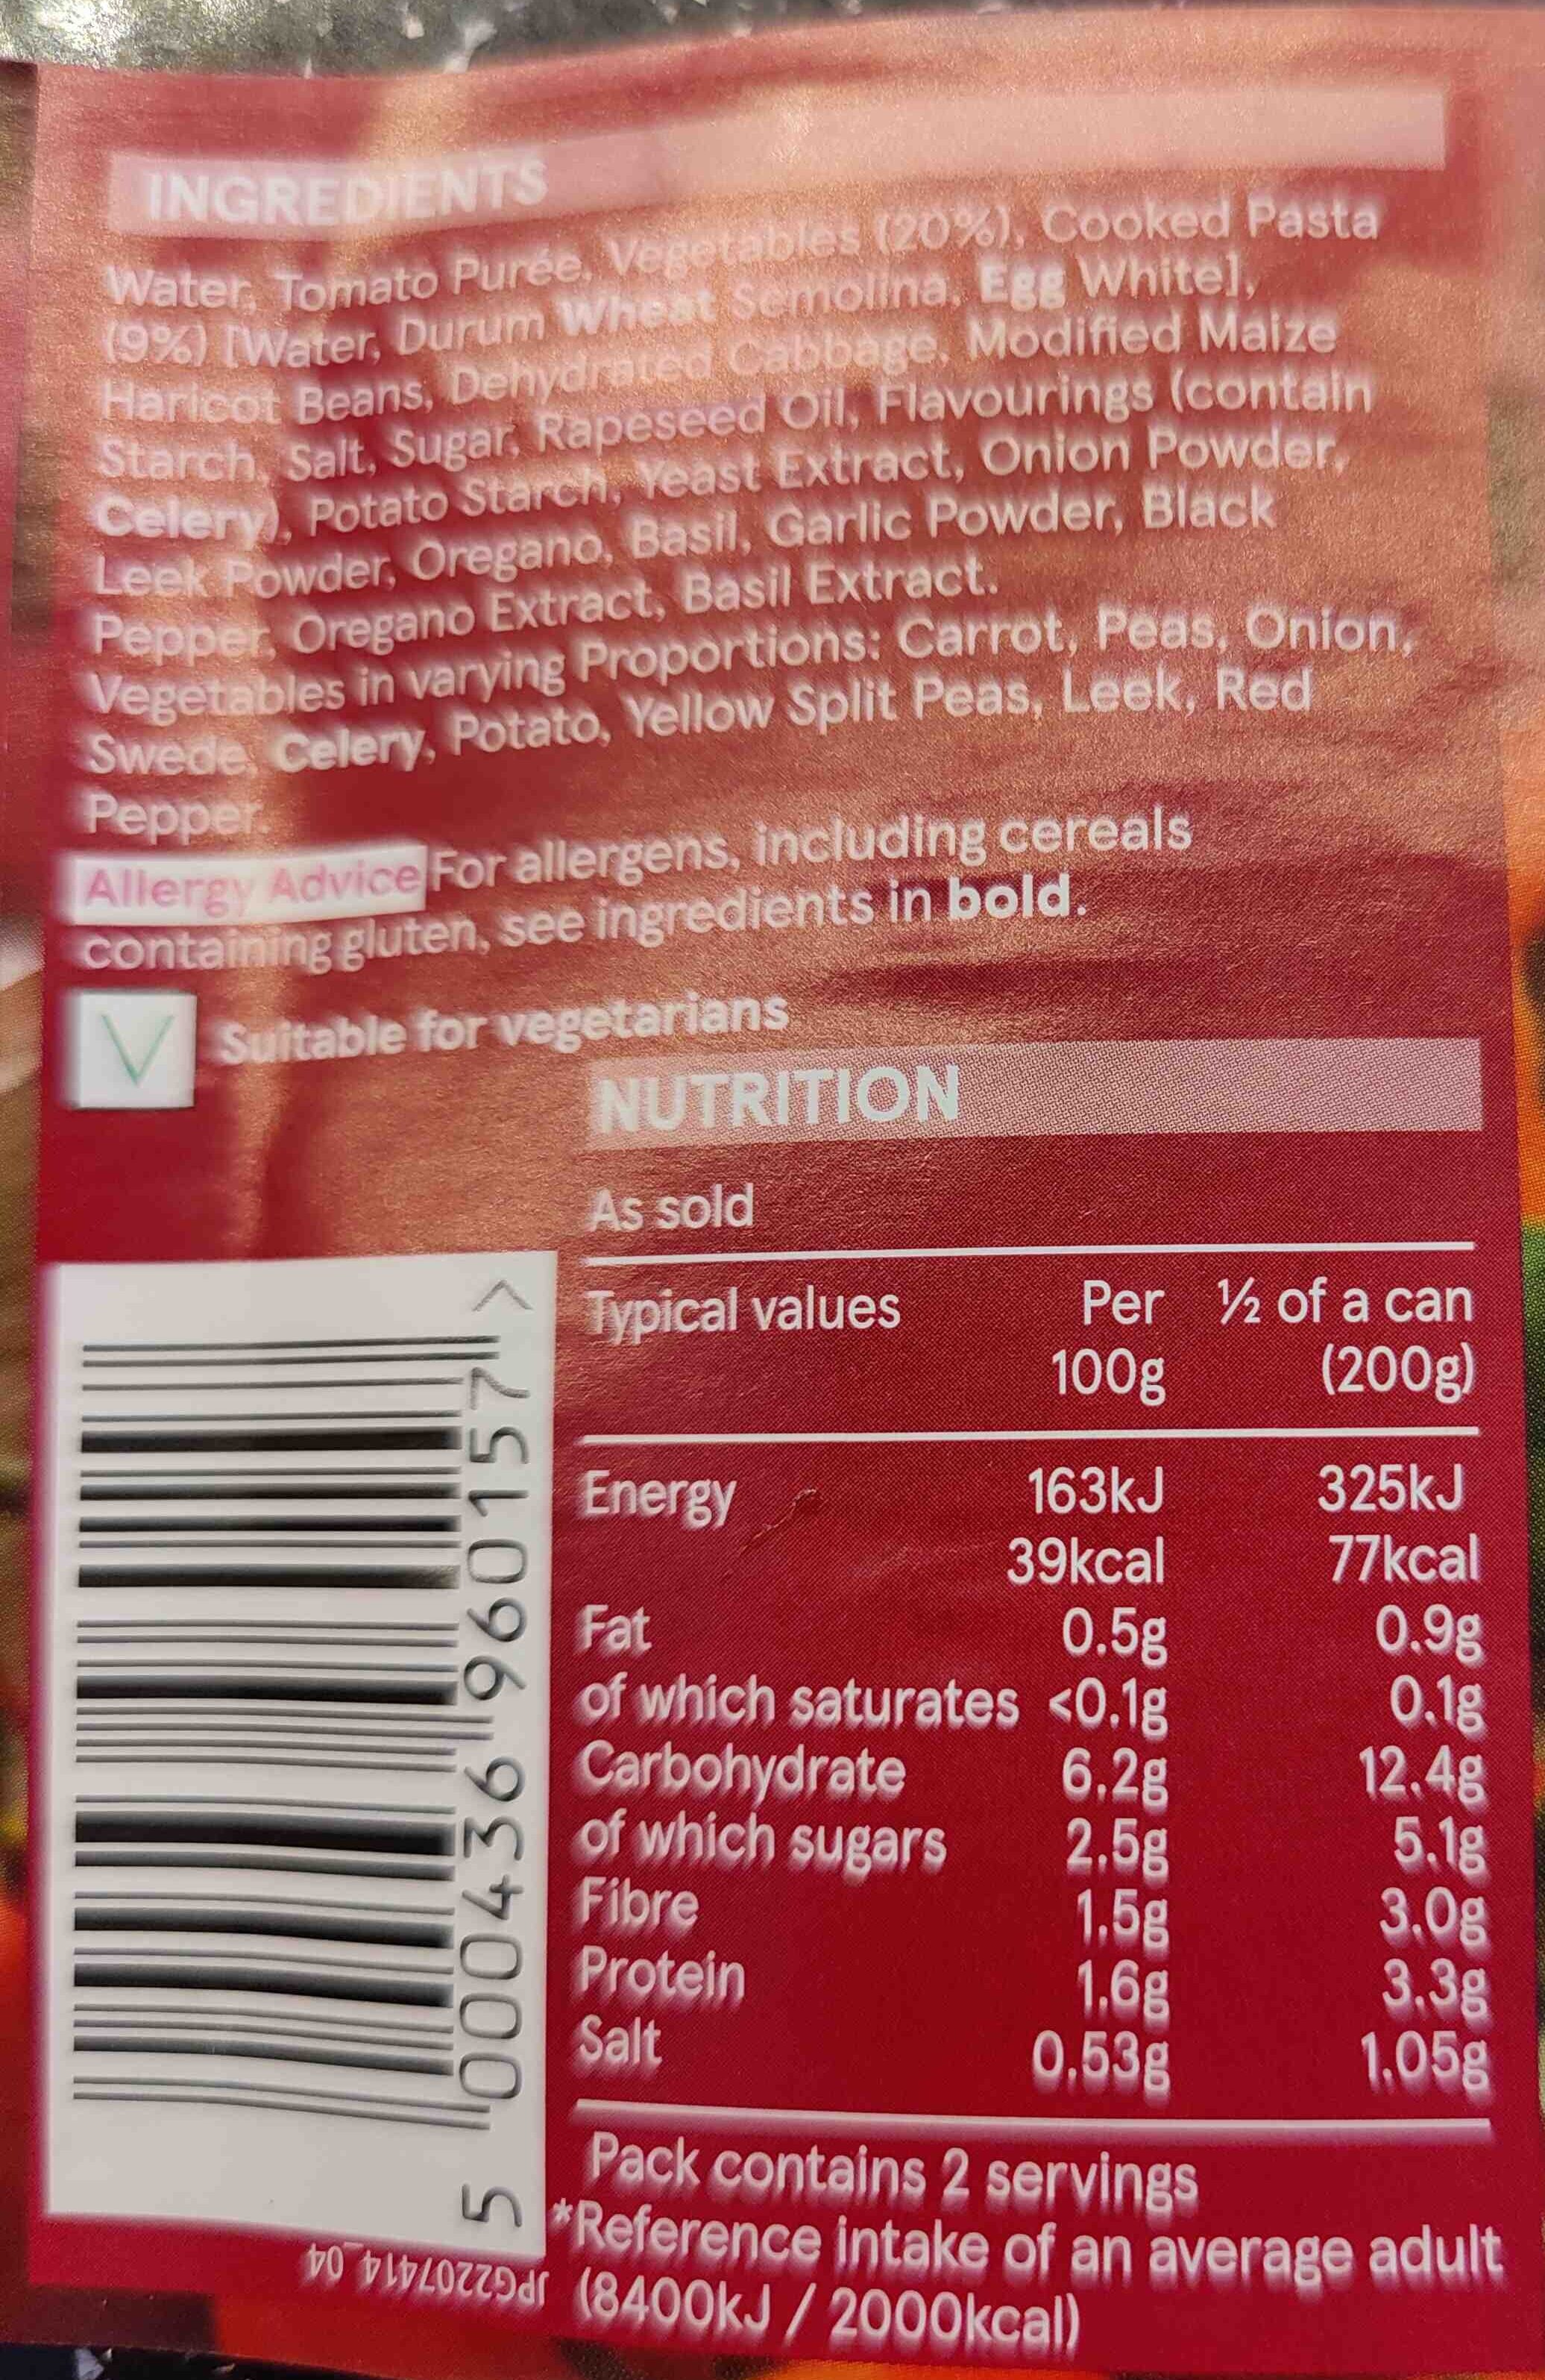 INGREDIENTS
Water, Tomato Purée, Vegetables (20%), Cooked Pasta
(9%) [Water, Durum Wheat Semolina, Egg White],
Haricot Beans, Dehydrated Cabbage, Modified Maize
Starch, Salt, Sugar, Rapeseed Oil, Flavourings (contain
Celery), Potato Starch, Yeast Extract, Onion Powder,
Leek Powder, Oregano, Basil, Garlic Powder, Black
Pepper, Oregano Extract, Basil Extract.
Vegetables in varying Proportions: Carrot, Peas, Onion,
Swede, Celery, Potato, Yellow Split Peas, Leek, Red
Pepper.
Allergy Advice For allergens, including cereals
containing gluten, see ingredients in bold.
V Suitable for vegetarians
NUTRITION
As sold
Typical values Per ½ of a can
100g (200g)
Energy 163kJ 325kJ
39kcal 77kcal
Fat 0.5g 0.9g
of which saturates <0.1g 0.1g
Carbohydrate 6.2g 12.4g
of which sugars 2.5g 5.1g
Fibre 1.5g 3.0g
Protein 1.6g 3.3g
Salt 0.53g 1.05g
Pack contains 2 servings
*Reference intake of an average adult
(8400kJ / 2000kcal)
5 000436 960157 >
JPG2207414_04